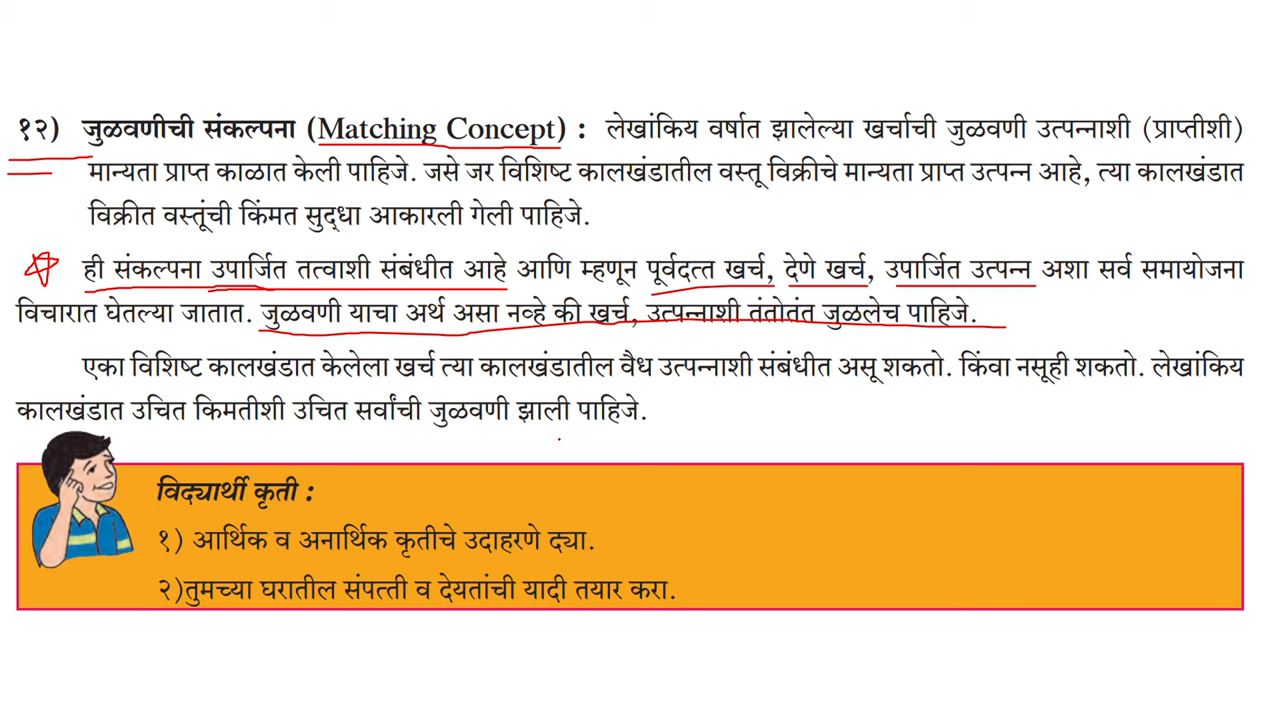 १२) जुळवणीची संकल्पना (Matching Concept) : लेखांकिय वर्षात झालेल्या खर्चाची जुळवणी उत्पन्नाशी (प्राप्तीशी)
मान्यता प्राप्त काळात केली पाहिजे. जसे जर विशिष्ट कालखंडातील वस्तू विक्रीचे मान्यता प्राप्त उत्पन्न आहे, त्या कालखंडात
विक्रीत वस्तूंची किंमत सुद्धा आकारली गेली पाहिजे.
ही संकल्पना उपार्जित तत्वाशी संबंधीत आहे आणि म्हणून पूर्वदत्त खर्च, देणे खर्च, उपार्जित उत्पन्न अशा सर्व समायोजना
विचारात घेतल्या जातात. जुळवणी याचा अर्थ असा नव्हे की खर्च, उत्पन्नाशी तंतोतंत जुळलेच पाहिजे.
एका विशिष्ट कालखंडात केलेला खर्च त्या कालखंडातील वैध उत्पन्नाशी संबंधीत असू शकतो. किंवा नसूही शकतो. लेखांकिय
कालखंडात उचित किमतीशी उचित सर्वांची जुळवणी झाली पाहिजे.
विद्यार्थी कृती :
१) आर्थिक व अनार्थिक कृतीचे उदाहरणे द्या.
२)तुमच्या घरातील संपत्ती व देयतांची यादी तयार करा.